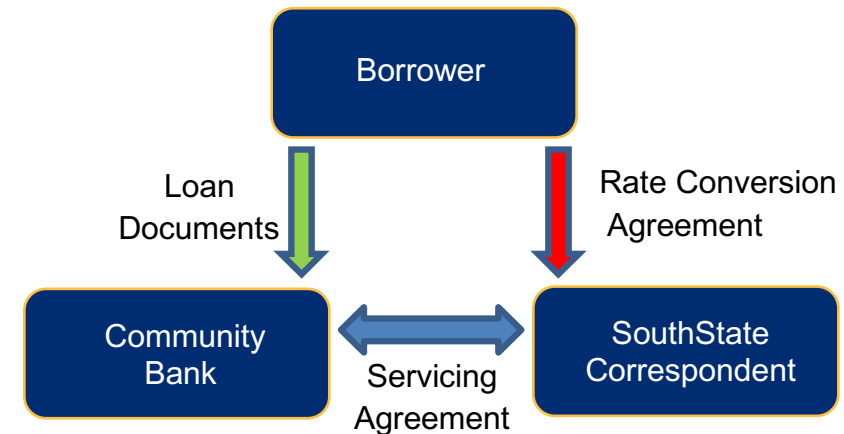 Borrower
Loan
Documents
Rate Conversion
Agreement
Community
Bank
Servicing
Agreement
SouthState
Correspondent